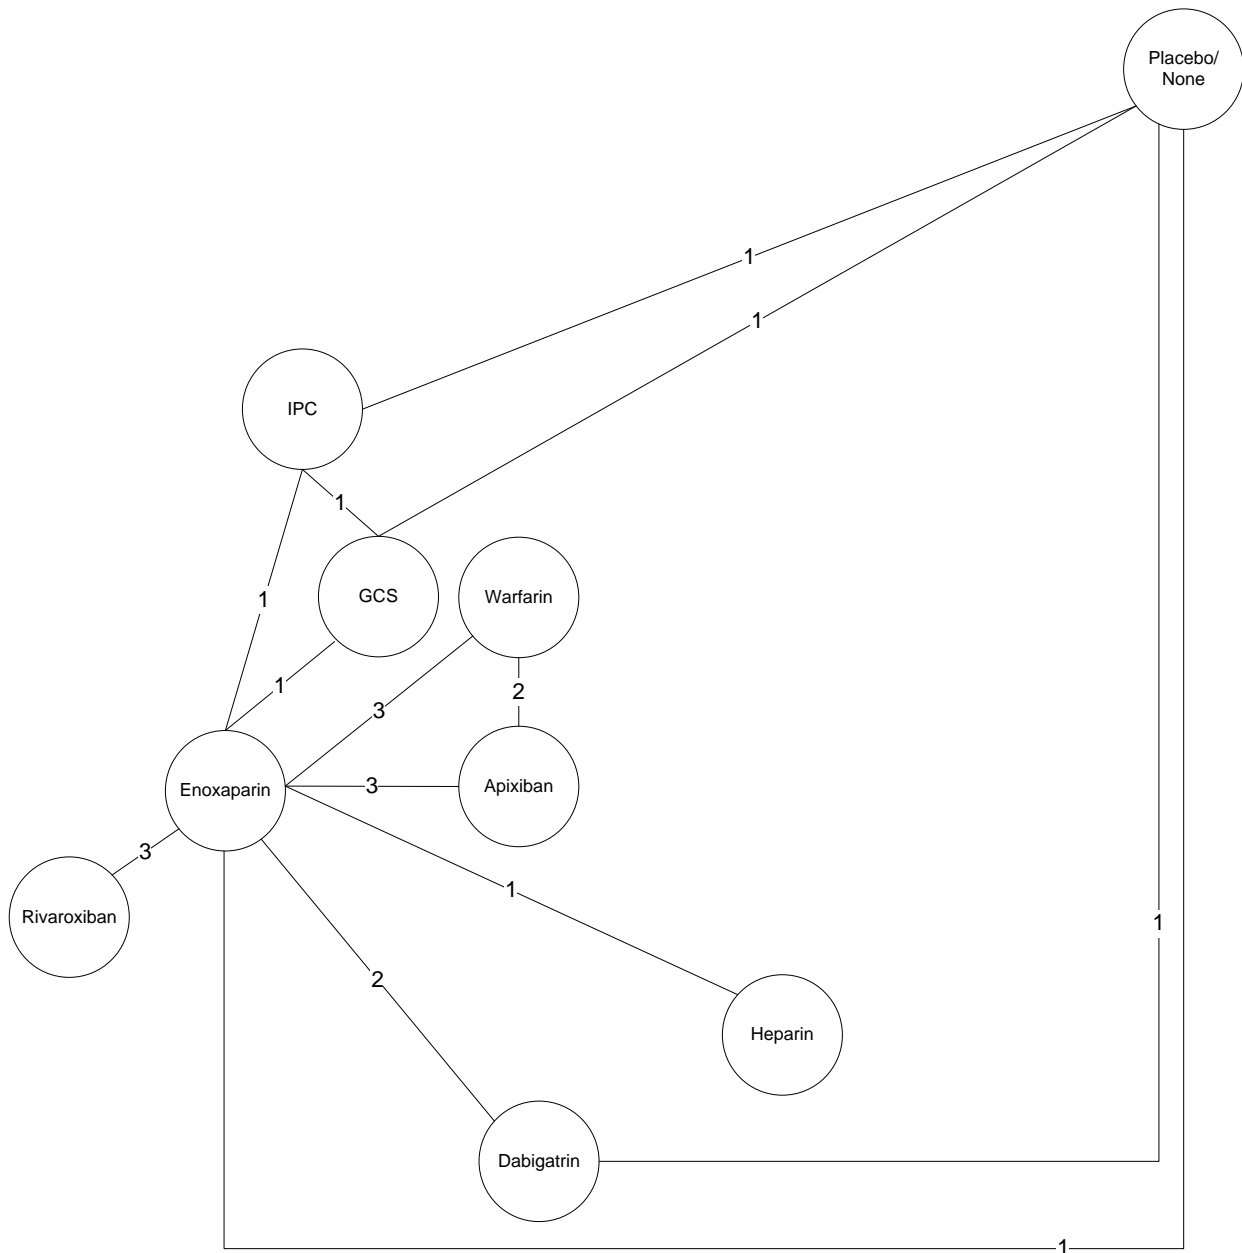 Placebo/
None
1
1
IPC
1
1
GCS
Warfarin
1
2
3
Enoxaparin
3
Apixiban
3
1
Rivaroxiban
1
2
Heparin
Dabigatrin
1